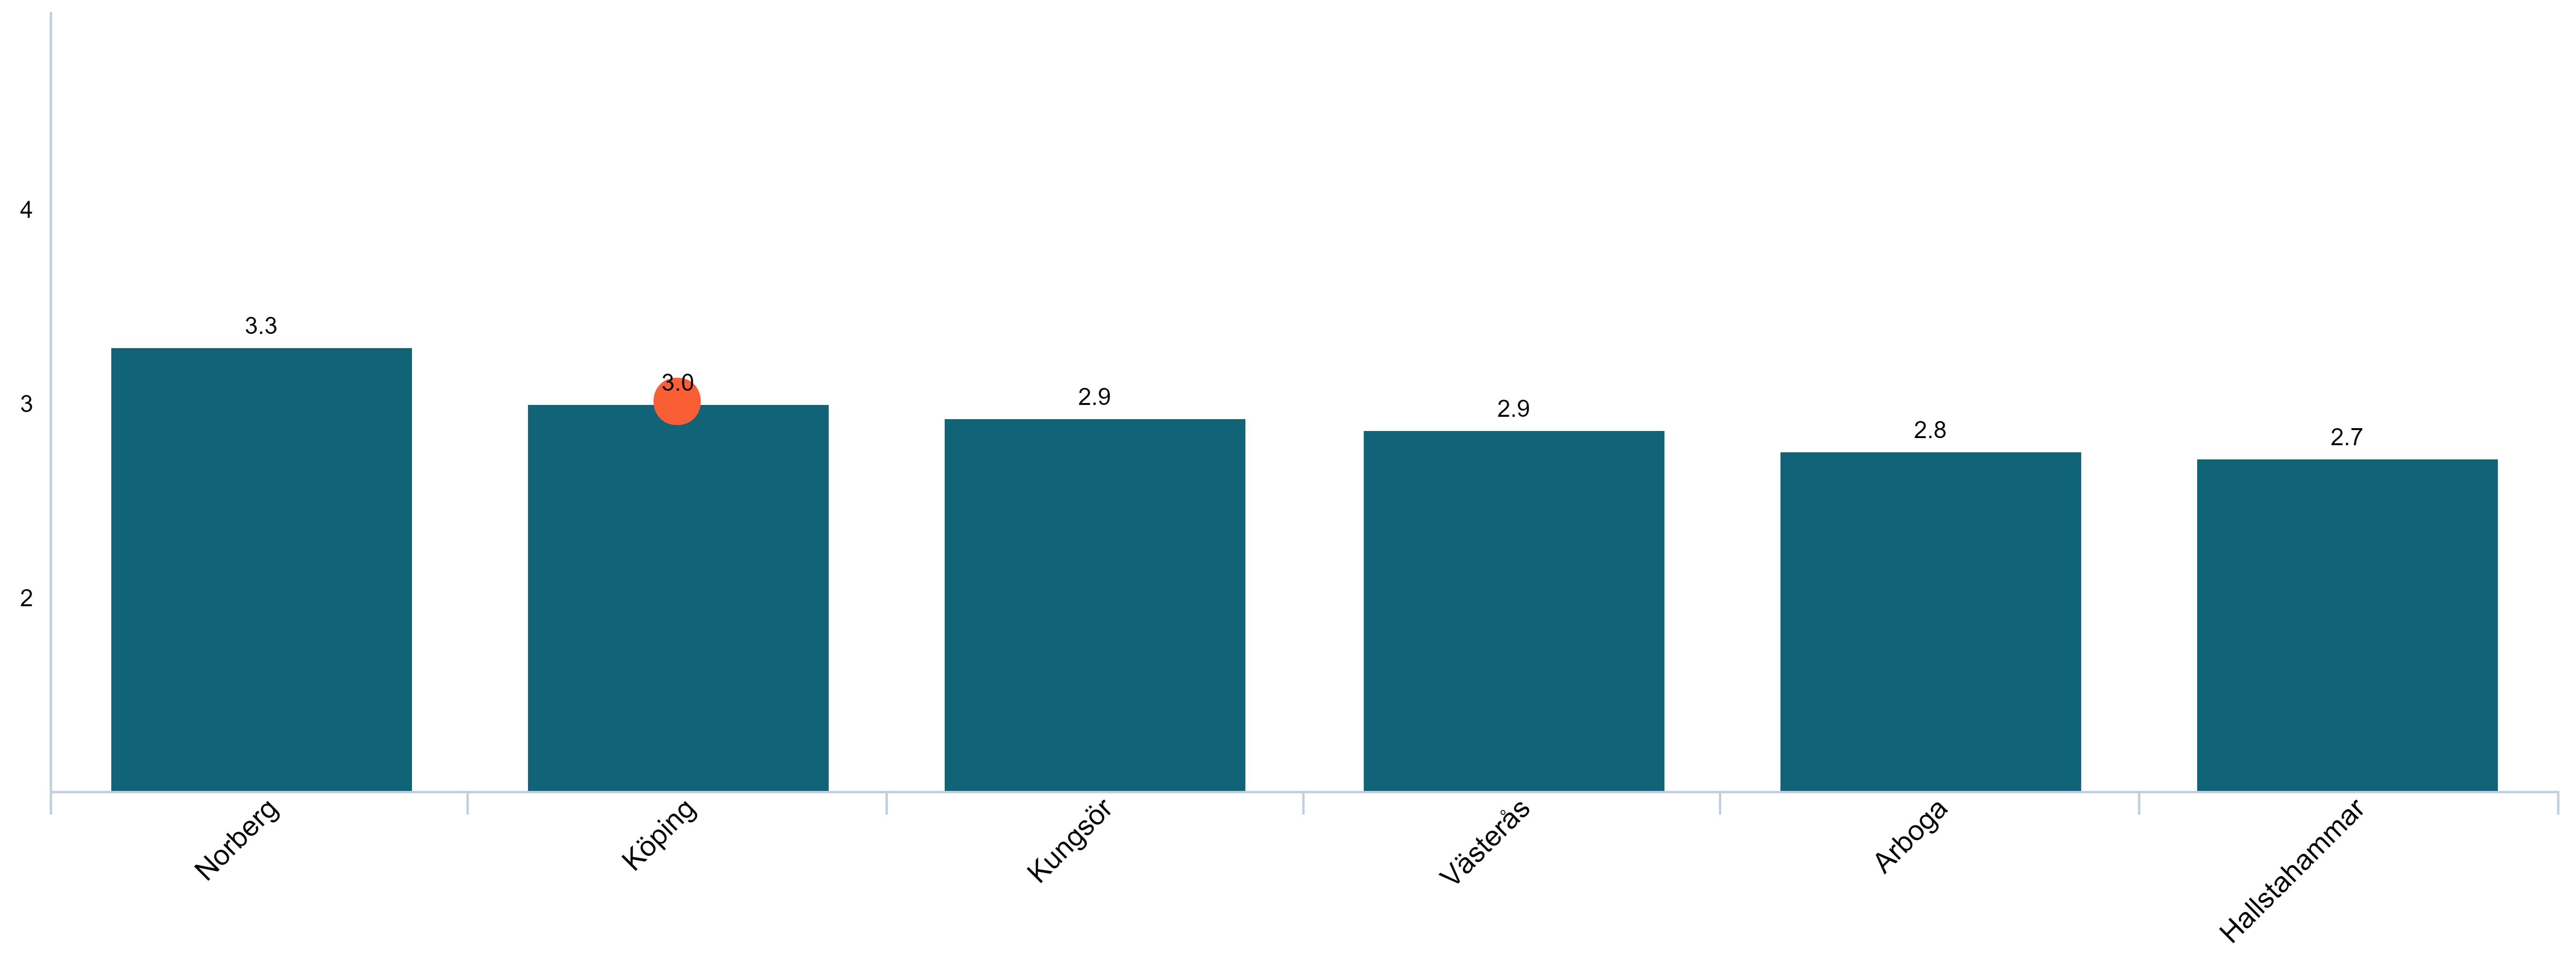 4
3
2
3.3
3.0
2.9
2.9
2.8
2.7
Norberg
Köping
Kungsör
Västerås
Arboga
Hallstahammar